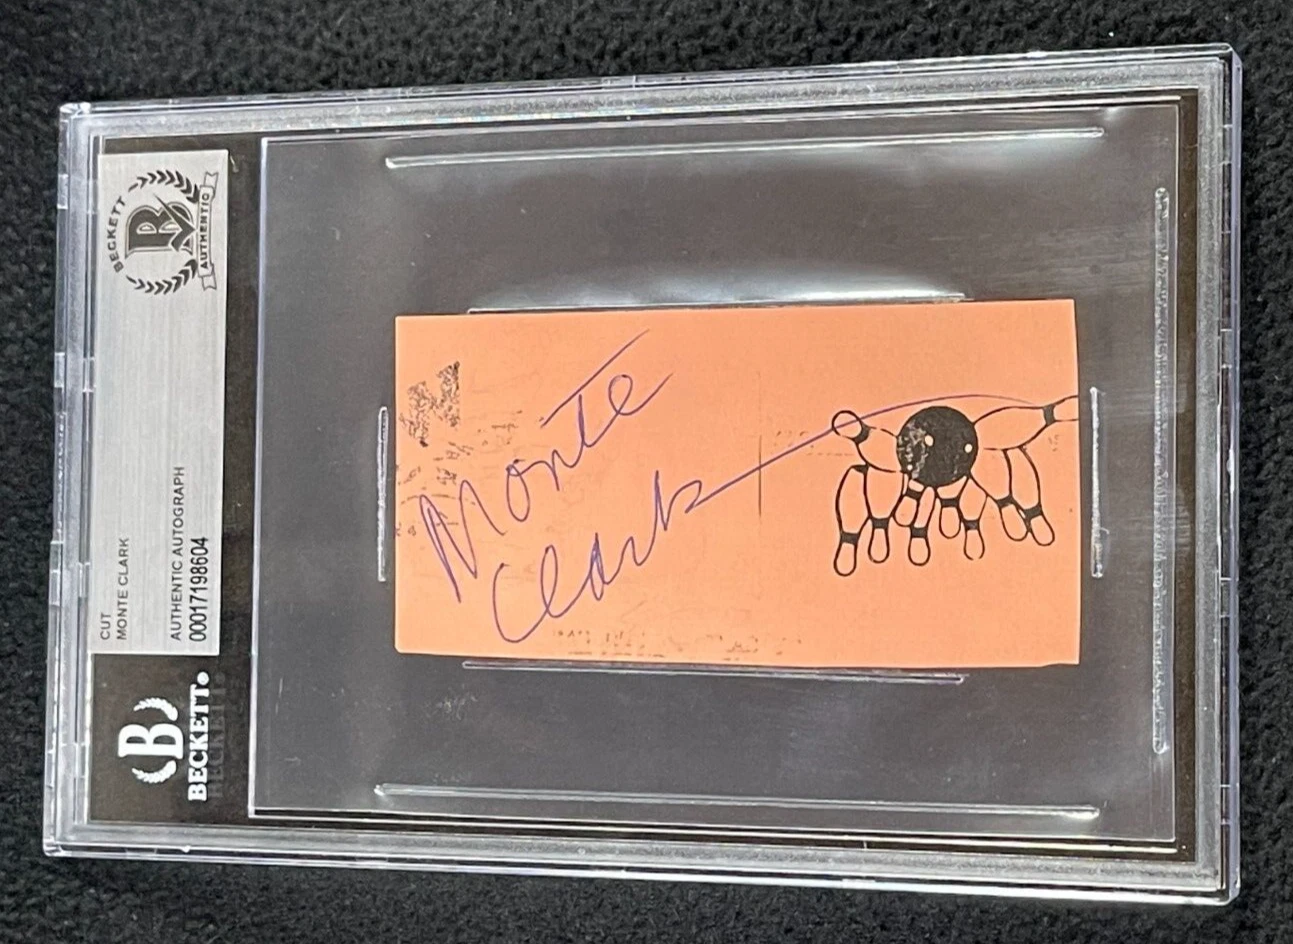 BECKETT
CUT
MONTE CLARK
AUTHENTIC AUTOGRAPH
00017198604
BECKETT
B
AUTHENTIC
Monte
Clark